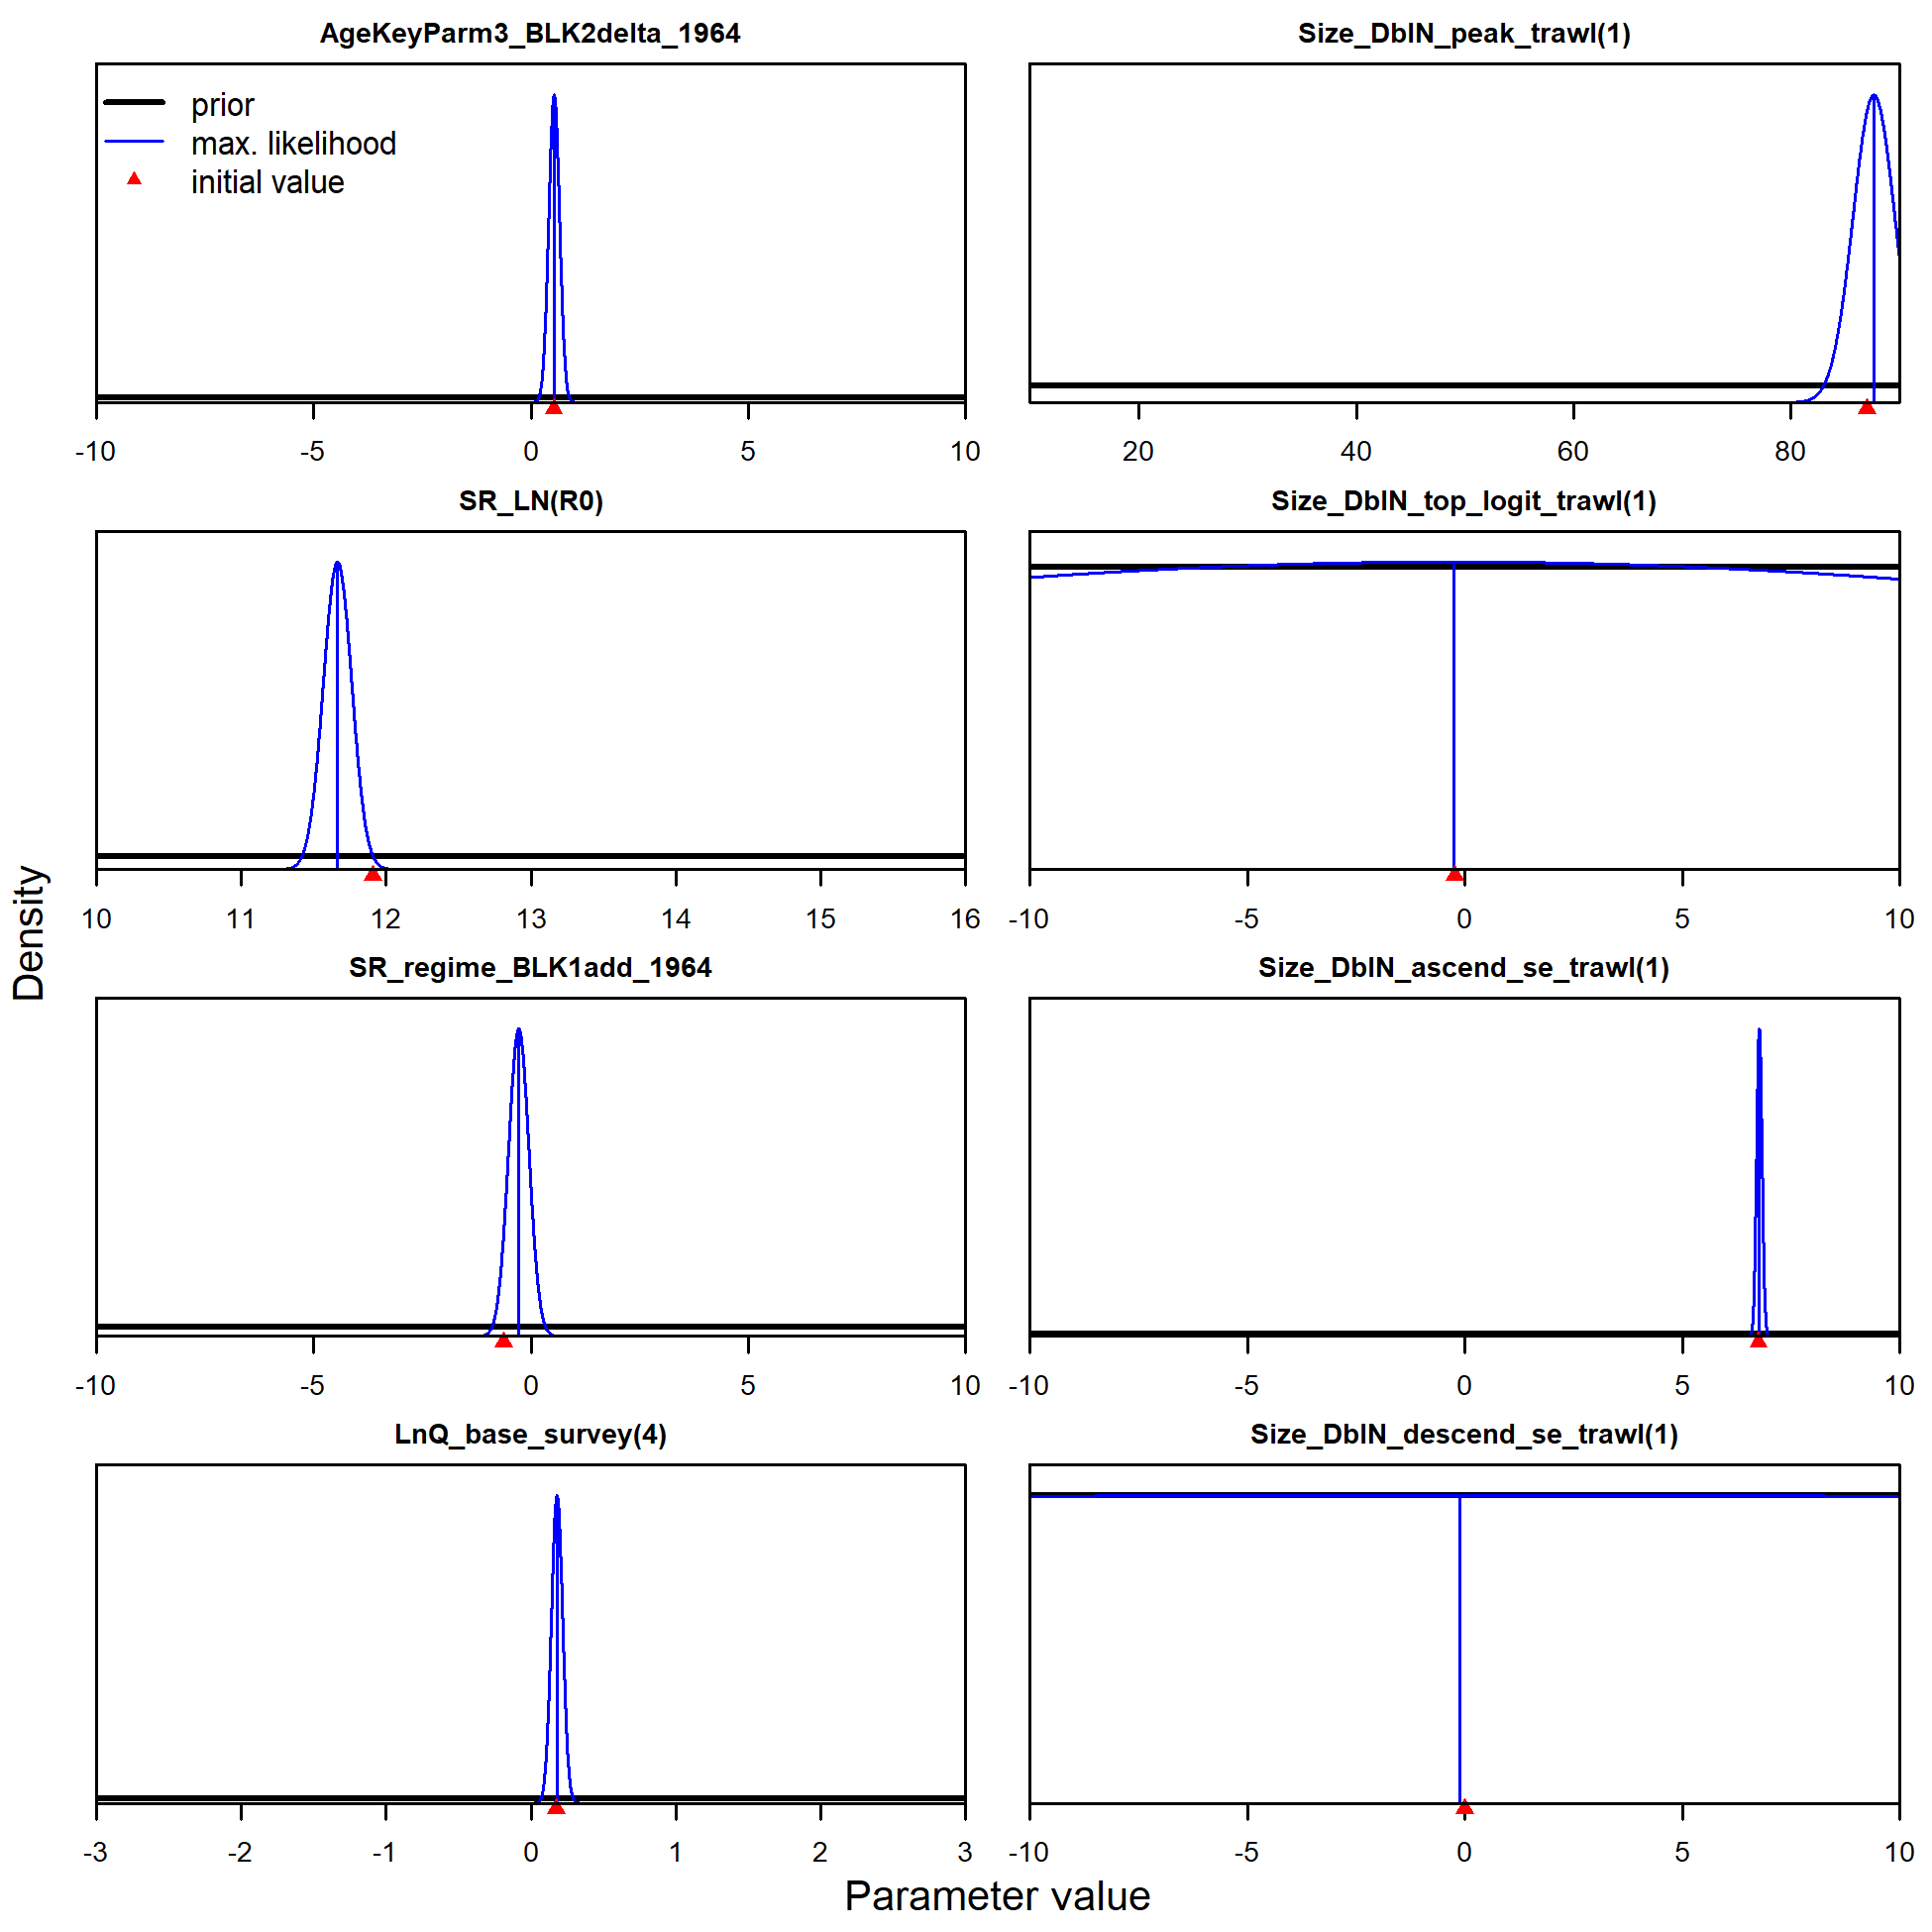 AgeKeyParm3_BLK2delta_1964
prior
max. likelihood
initial value
-10 -5 0 5 10
Size_DblN_peak_trawl(1)
20 40 60 80
SR_LN(R0)
10 11 12 13 14 15 16
Size_DblN_top_logit_trawl(1)
-10 -5 0 5 10
SR_regime_BLK1add_1964
-10 -5 0 5 10
Size_DblN_ascend_se_trawl(1)
-10 -5 0 5 10
LnQ_base_survey(4)
-3 -2 -1 0 1 2 3
Size_DblN_descend_se_trawl(1)
-10 -5 0 5 10
Density
Parameter value